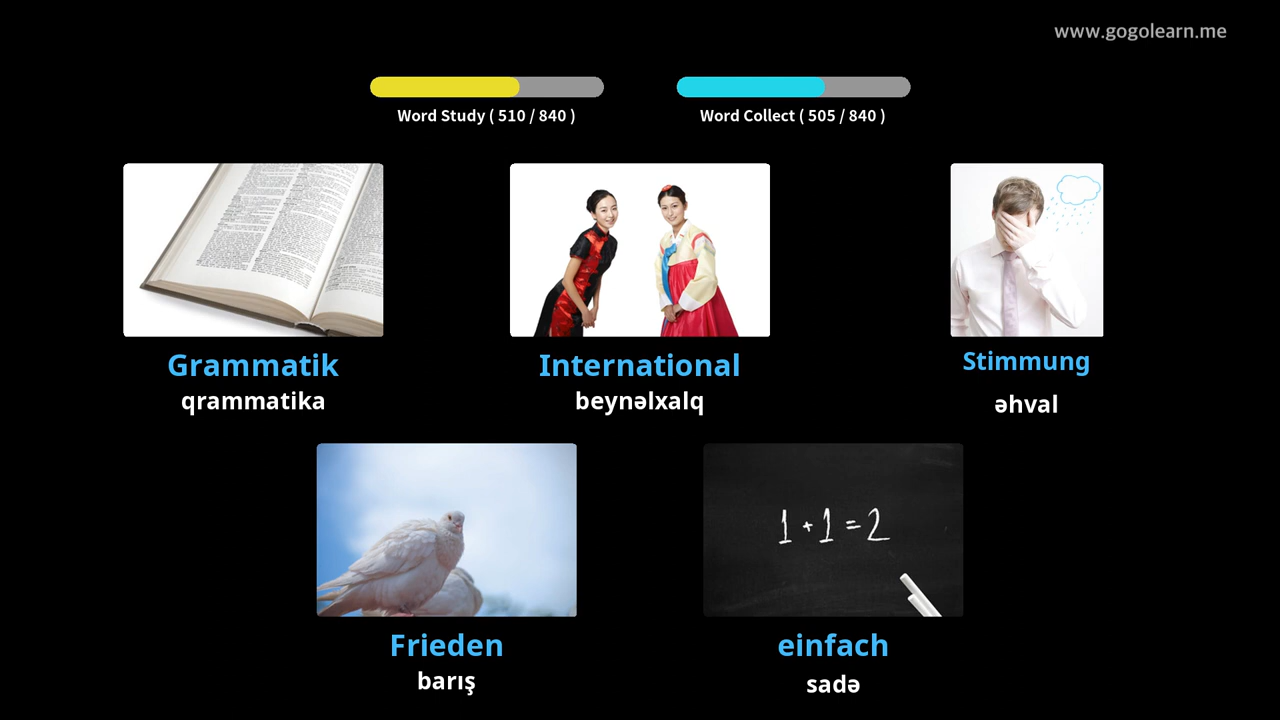 www.gogolearn.me
Word Study ( 510 / 840 )
Word Collect ( 505 / 840 )
Grammatik
qrammatika
International
beynəlxalq
Stimmung
əhval
1 + 1 = 2
Frieden
barış
einfach
sadə